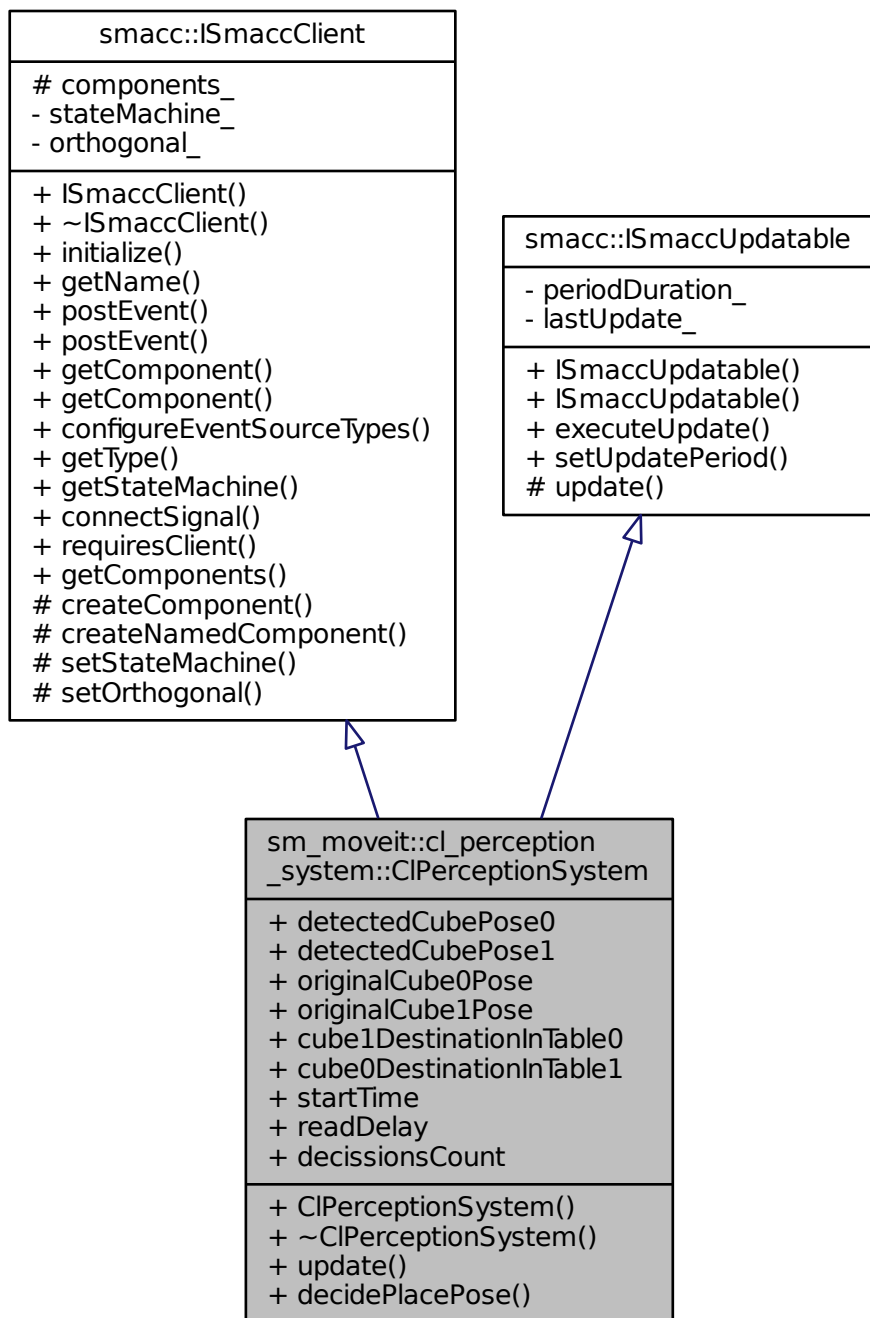 smacc::ISmaccClient
# components_
- stateMachine_
- orthogonal_
+ ISmaccClient()
+ ~ISmaccClient()
+ initialize()
+ getName()
+ postEvent()
+ postEvent()
+ getComponent()
+ getComponent()
+ configureEventSourceTypes()
+ getType()
+ getStateMachine()
+ connectSignal()
+ requiresClient()
+ getComponents()
# createComponent()
# createNamedComponent()
# setStateMachine()
# setOrthogonal()
smacc::ISmaccUpdatable
- periodDuration_
- lastUpdate_
+ ISmaccUpdatable()
+ ISmaccUpdatable()
+ executeUpdate()
+ setUpdatePeriod()
# update()
sm_moveit::cl_perception
_system::ClPerceptionSystem
+ detectedCubePose0
+ detectedCubePose1
+ originalCube0Pose
+ originalCube1Pose
+ cube1DestinationInTable0
+ cube0DestinationInTable1
+ startTime
+ readDelay
+ decissionsCount
+ ClPerceptionSystem()
+ ~ClPerceptionSystem()
+ update()
+ decidePlacePose()